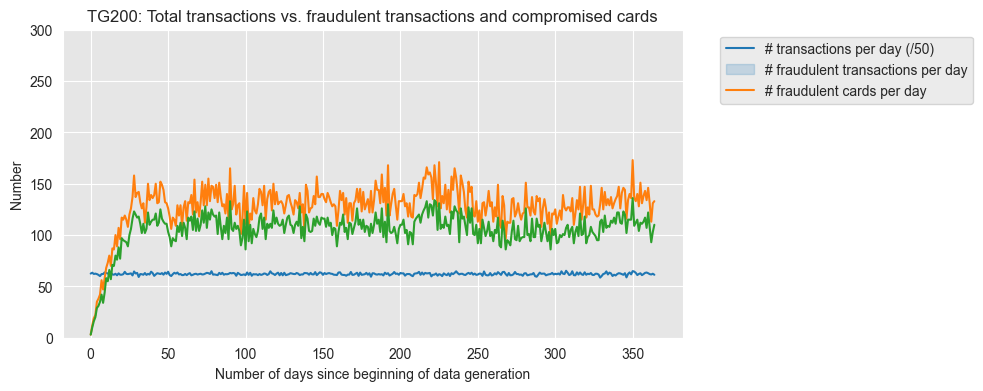 TG200: Total transactions vs. fraudulent transactions and compromised cards
300
250
200
150
100
50
0
Number
0 50 100 150 200 250 300 350
Number of days since beginning of data generation
# transactions per day (/50)
# fraudulent transactions per day
# fraudulent cards per day